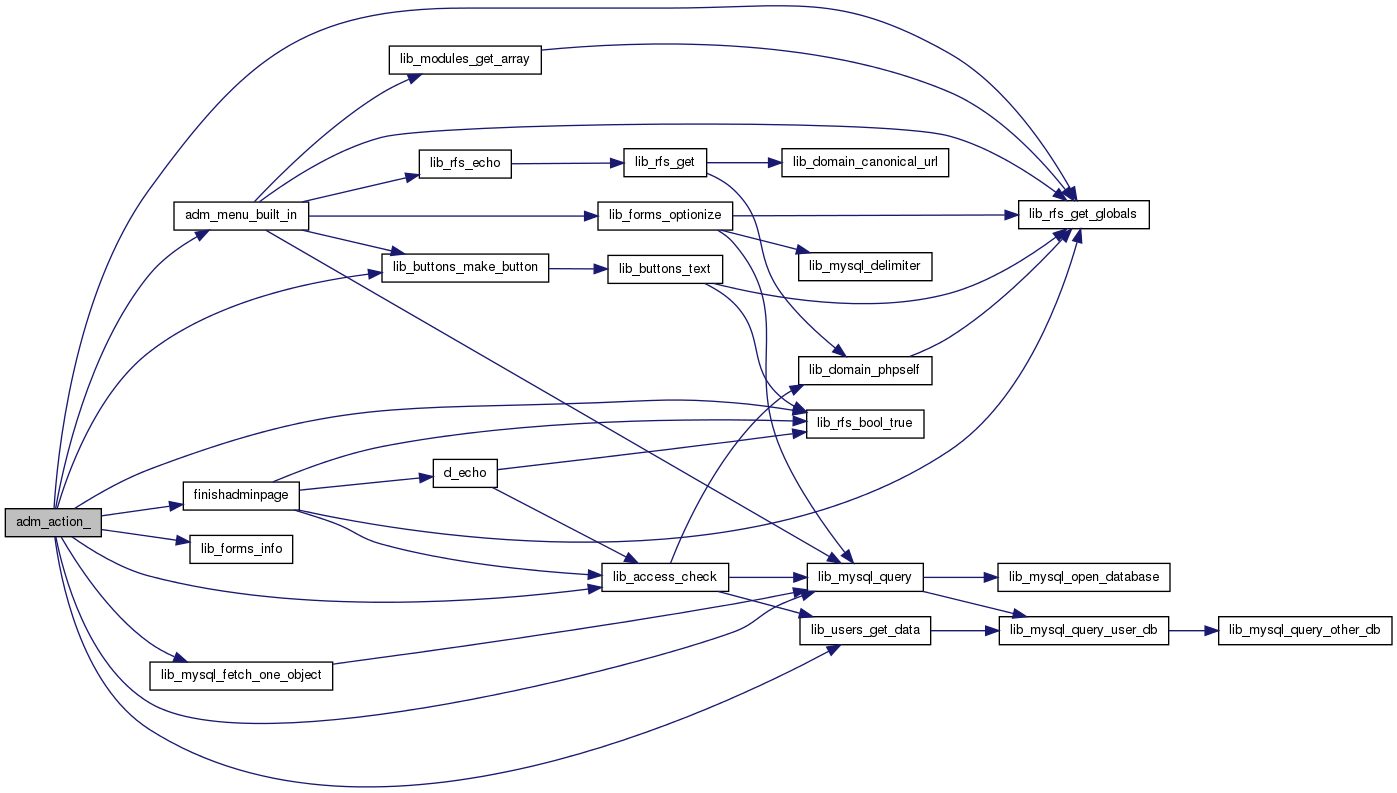 lib_modules_get_array
lib_rfs_echo
lib_rfs_get
lib_domain_canonical_url
adm_menu_built_in
lib_forms_optionize
lib_rfs_get_globals
lib_buttons_make_button
lib_buttons_text
lib_mysql_delimiter
lib_domain_phpself
lib_rfs_bool_true
d_echo
finishadminpage
adm_action_
lib_forms_info
lib_access_check
lib_mysql_query
lib_mysql_open_database
lib_users_get_data
lib_mysql_query_user_db
lib_mysql_query_other_db
lib_mysql_fetch_one_object